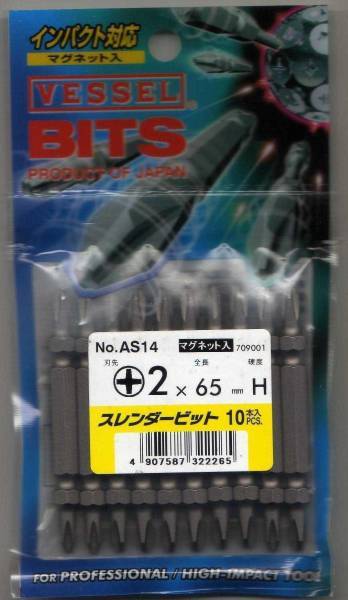 インパクト対応
マグネット入
VESSEL®
BITS
PRODUCT OF JAPAN
No.AS14 マグネット入 709001
刃先 全長 硬度
2 × 65 mm H
スレンダービット 10本入 PCS.
4 907587 322265
FOR PROFESSIONAL / HIGH-IMPACT TOOL